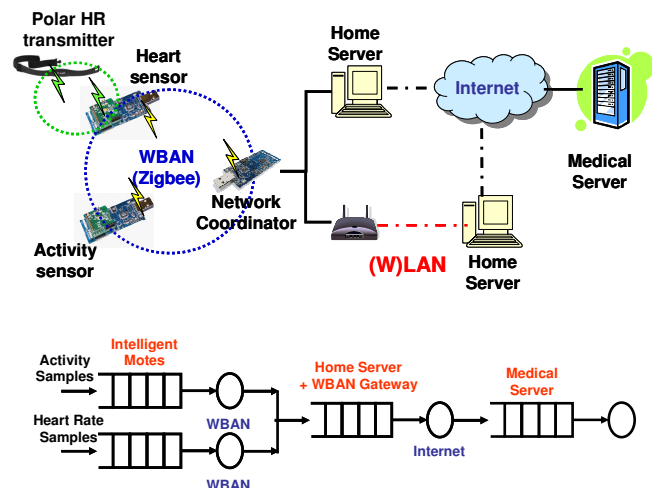 Polar HR
transmitter
Heart
sensor
Home
Server
Internet
WBAN
(Zigbee)
Medical
Server
Network
Coordinator
Activity
sensor
(W)LAN
Home
Server
Intelligent
Motes
Activity
Samples
WBAN
Heart Rate
Samples
WBAN
Home Server
+ WBAN Gateway
Internet
Medical
Server